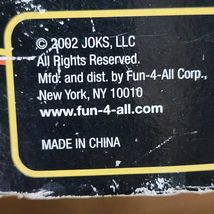 © 2002 JOKS, LLC
All Rights Reserved.
Mfd. and dist. by Fun-4-All Corp.,
New York, NY 10010
www.fun-4-all.com
MADE IN CHINA